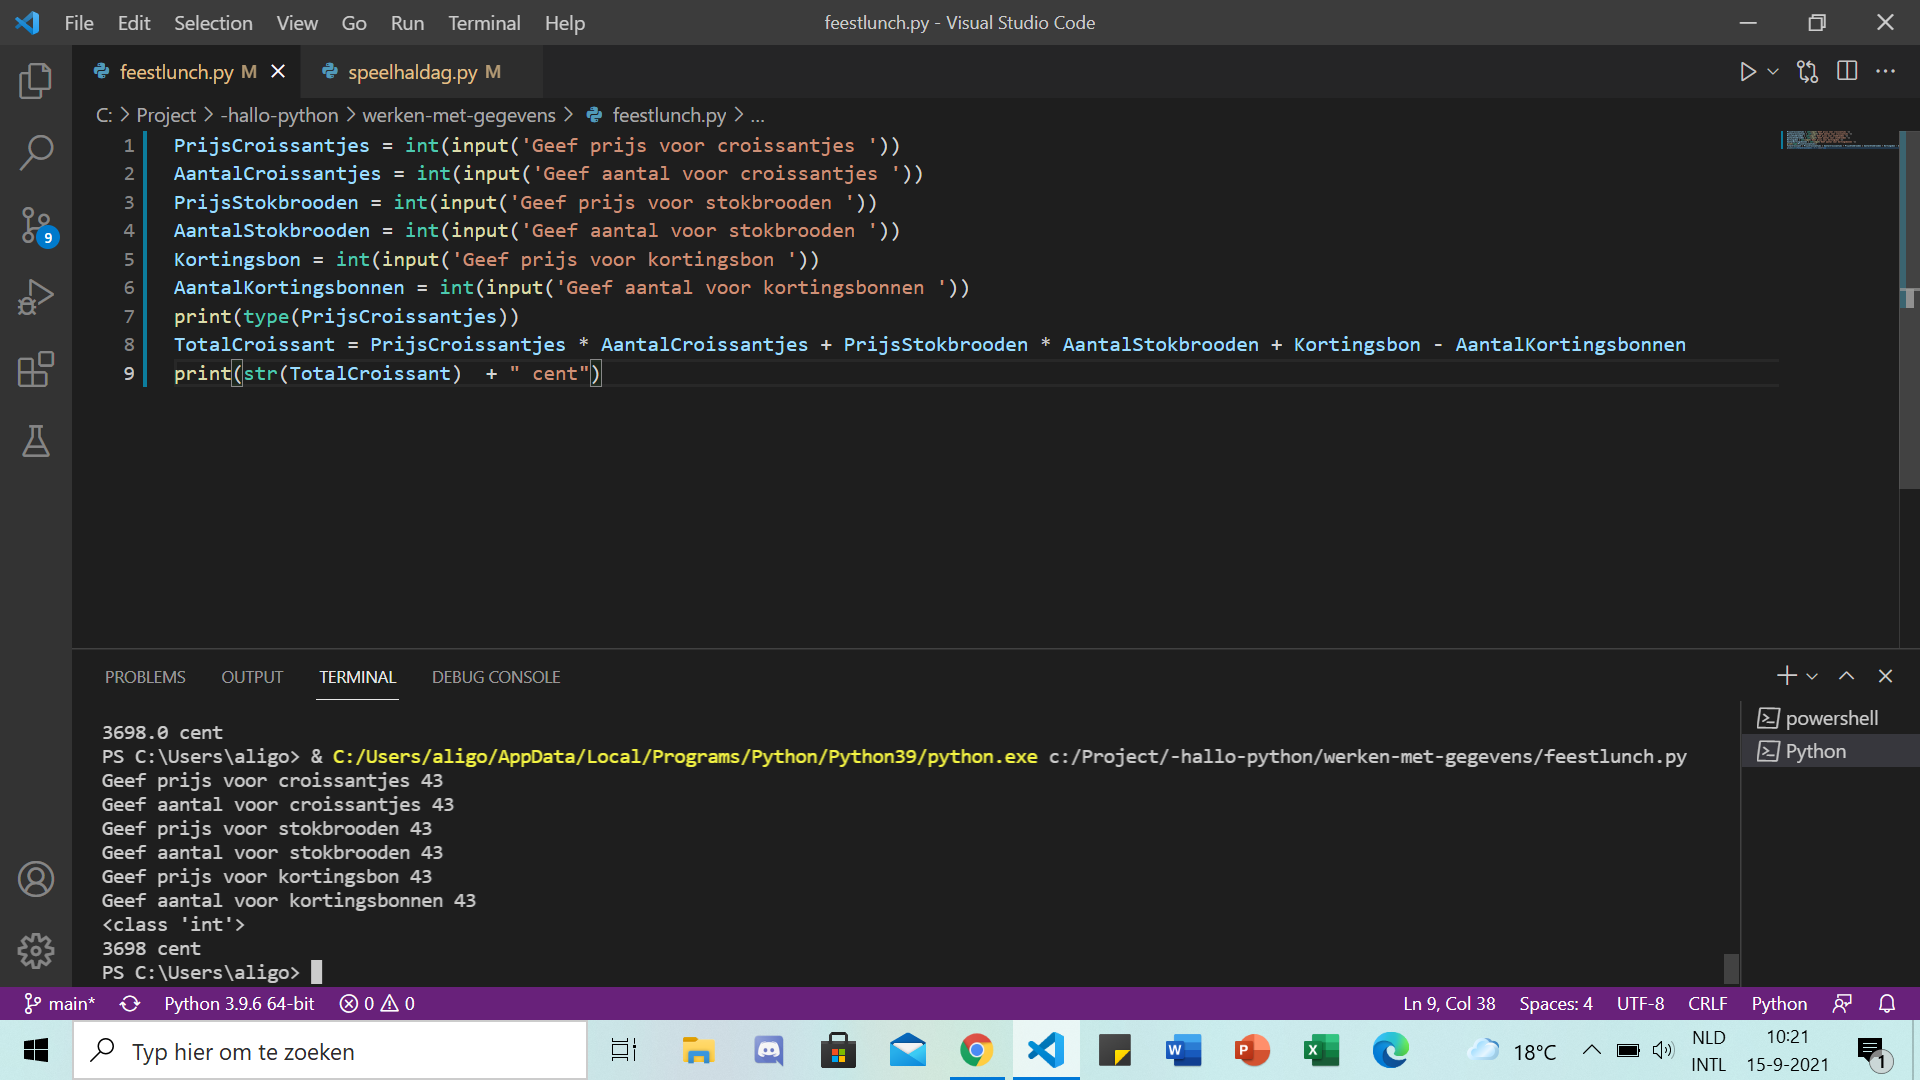 File Edit Selection View Go Run Terminal Help
feestlunch.py - Visual Studio Code
feestlunch.py M
speelhaldag.py M
C: > Project > -hallo-python > werken-met-gegevens > feestlunch.py > ...
1 PrijsCroissantjes = int(input('Geef prijs voor croissantjes '))
2 AantalCroissantjes = int(input('Geef aantal voor croissantjes '))
3 PrijsStokbrooden = int(input('Geef prijs voor stokbrooden '))
4 AantalStokbrooden = int(input('Geef aantal voor stokbrooden '))
5 Kortingsbon = int(input('Geef prijs voor kortingsbon '))
6 AantalKortingsbonnen = int(input('Geef aantal voor kortingsbonnen '))
7 print(type(PrijsCroissantjes))
8 TotalCroissant = PrijsCroissantjes * AantalCroissantjes + PrijsStokbrooden * AantalStokbrooden + Kortingsbon - AantalKortingsbonnen
9 print(str(TotalCroissant)  + " cent")
9
PROBLEMS OUTPUT TERMINAL DEBUG CONSOLE
powershell
Python
3698.0 cent
PS C:\Users\aligo> & C:/Users/aligo/AppData/Local/Programs/Python/Python39/python.exe c:/Project/-hallo-python/werken-met-gegevens/feestlunch.py
Geef prijs voor croissantjes 43
Geef aantal voor croissantjes 43
Geef prijs voor stokbrooden 43
Geef aantal voor stokbrooden 43
Geef prijs voor kortingsbon 43
Geef aantal voor kortingsbonnen 43
<class 'int'>
3698 cent
PS C:\Users\aligo>
main* Python 3.9.6 64-bit 0 0
Ln 9, Col 38 Spaces: 4 UTF-8 CRLF Python
Typ hier om te zoeken
18°C
NLD
INTL
10:21
15-9-2021
1